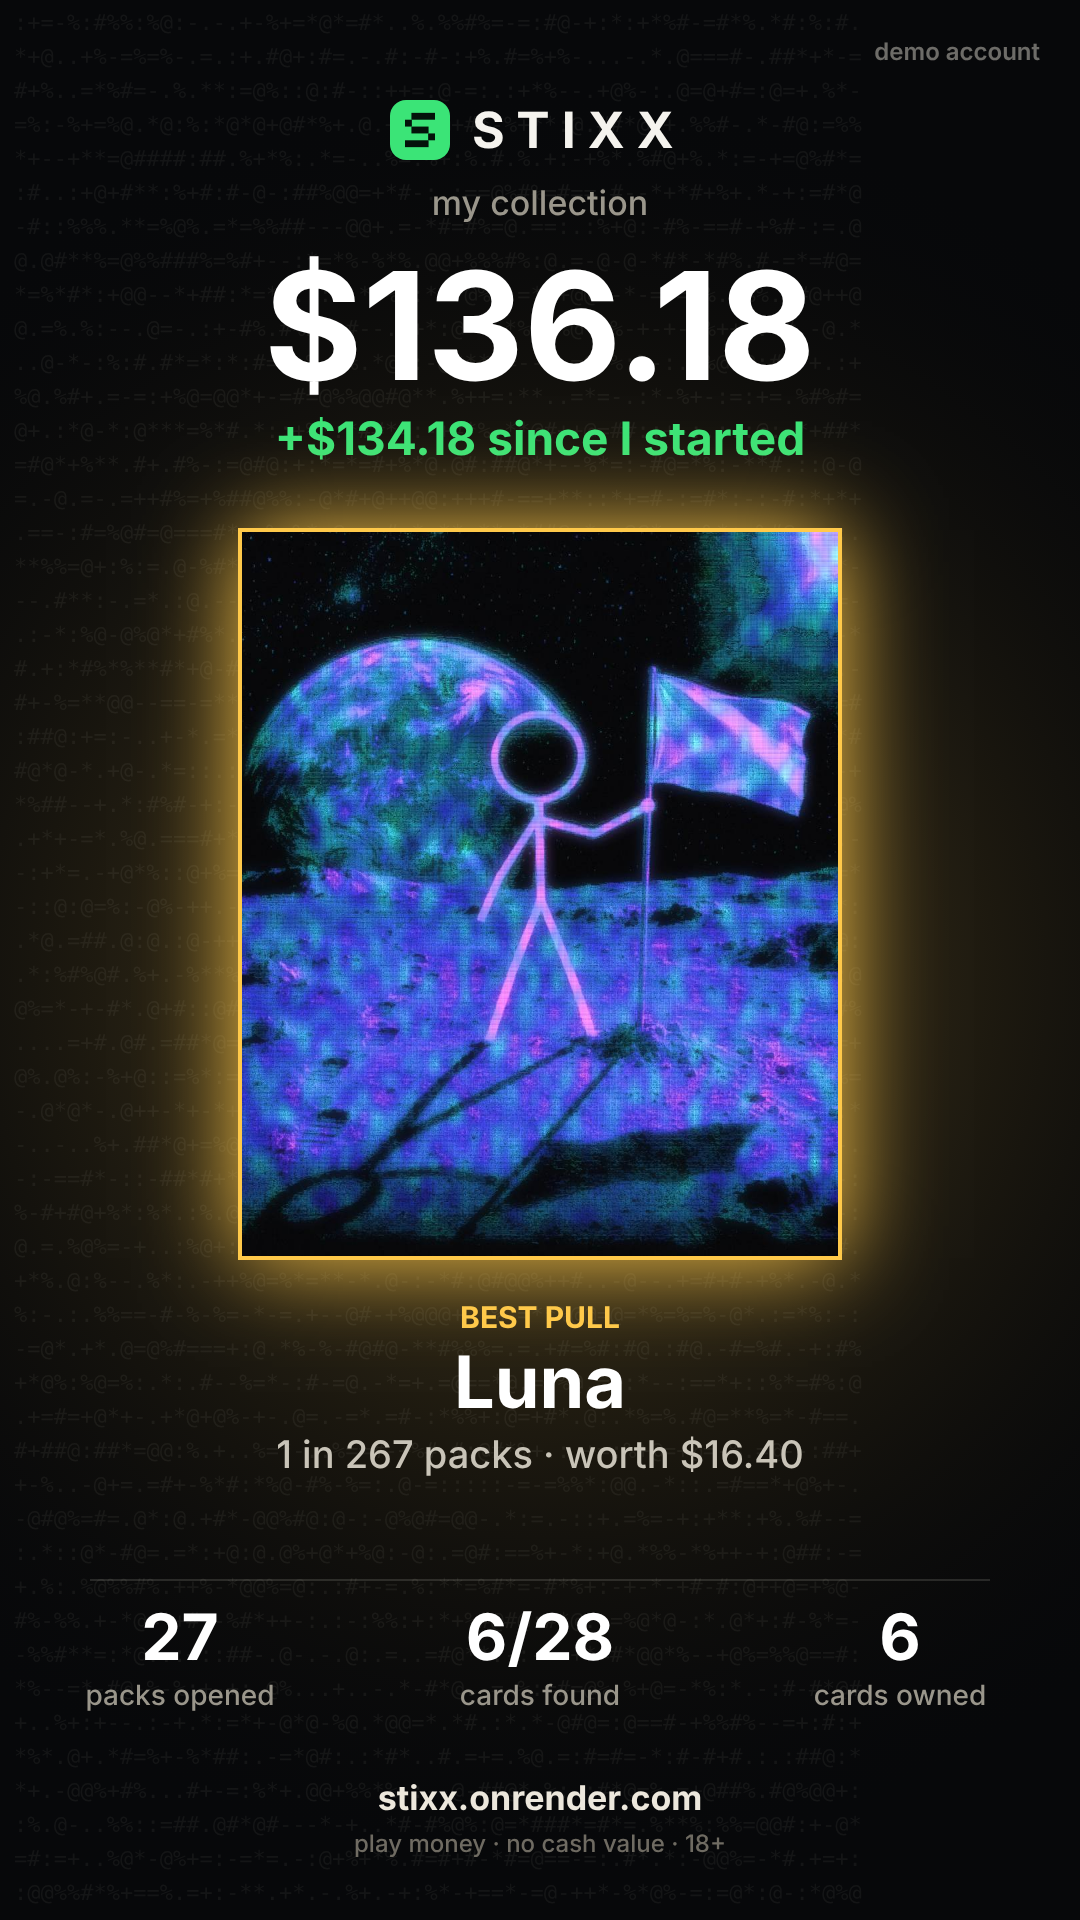 demo account
STIXX
my collection
$136.18
+$134.18 since I started
BEST PULL
Luna
1 in 267 packs · worth $16.40
27
packs opened
6/28
cards found
6
cards owned
stixx.onrender.com
play money · no cash value · 18+